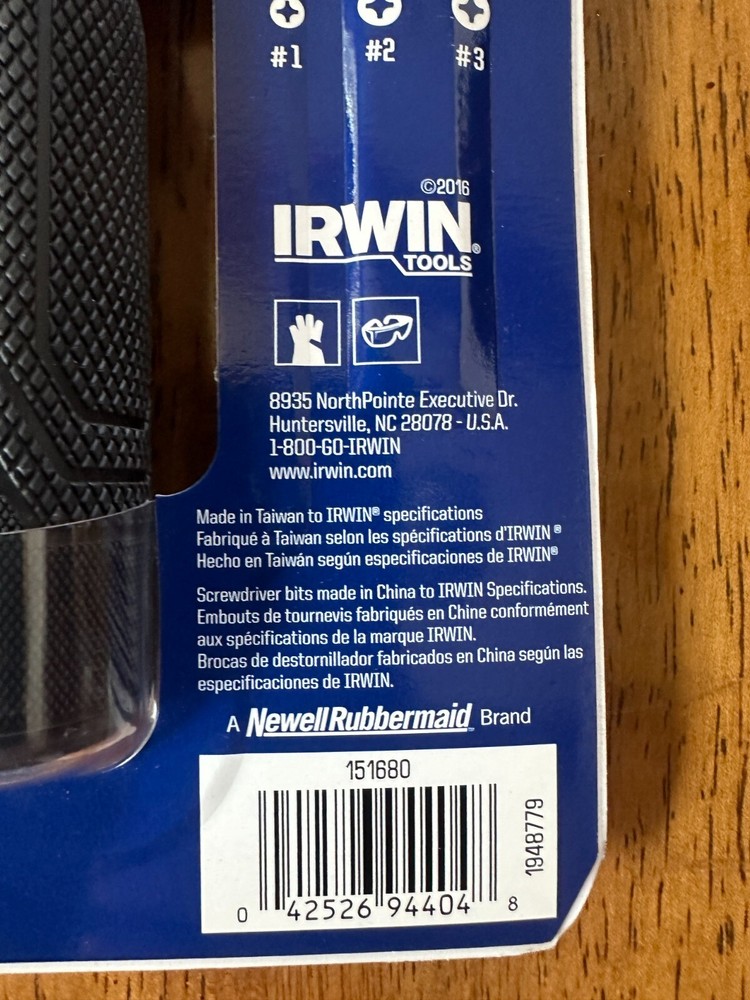 #1 #2 #3
©2016
IRWIN®
TOOLS
8935 NorthPointe Executive Dr.
Huntersville, NC 28078 - U.S.A.
1-800-GO-IRWIN
www.irwin.com
Made in Taiwan to IRWIN® specifications
Fabriqué à Taiwan selon les spécifications d'IRWIN ®
Hecho en Taiwán según especificaciones de IRWIN®
Screwdriver bits made in China to IRWIN Specifications.
Embouts de tournevis fabriqués en Chine conformément
aux spécifications de la marque IRWIN.
Brocas de destornillador fabricados en China según las
especificaciones de IRWIN.
A NewellRubbermaid™ Brand
151680
1948779
0 42526 94404 8